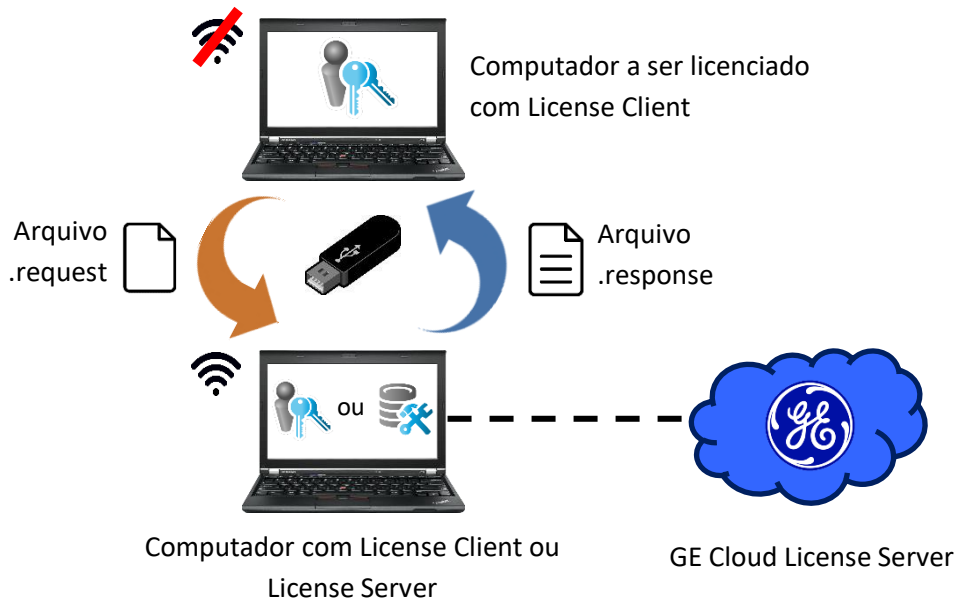 Computador a ser licenciado
com License Client
Arquivo
.request
Arquivo
.response
ou
GE
Computador com License Client ou
License Server
GE Cloud License Server